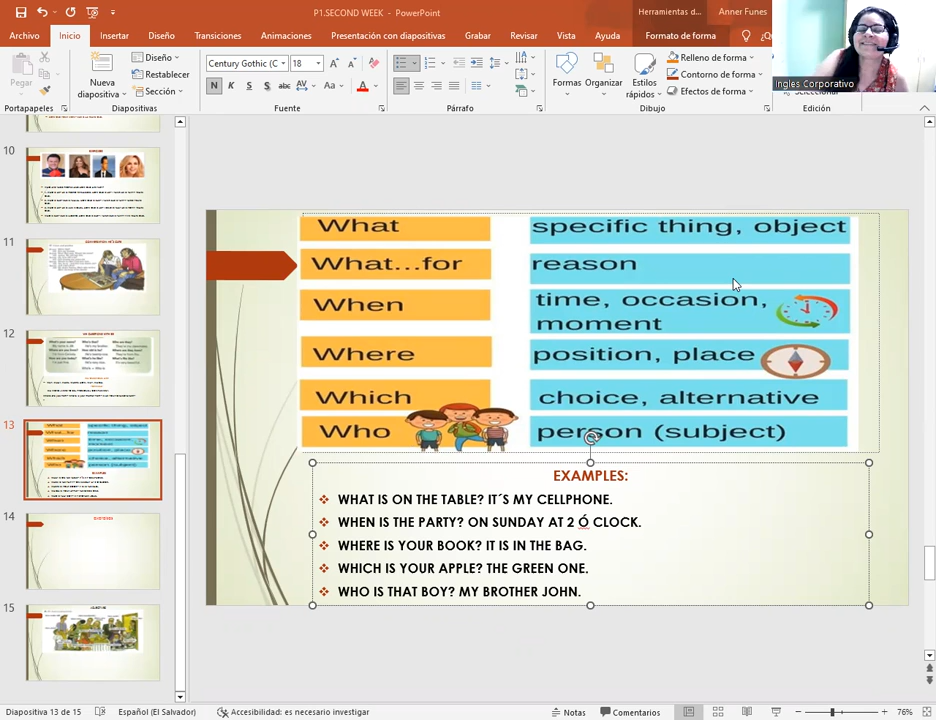 P1.SECOND WEEK - PowerPoint
Herramientas d...
Anner Funes
Archivo
Inicio
Insertar
Diseño
Transiciones
Animaciones
Presentación con diapositivas
Grabar
Revisar
Vista
Ayuda
Formato de forma
Ingles Corporativo
Pegar
Nueva
diapositiva
Diseño
Restablecer
Sección
Century Gothic (C
18
N K S S abc AV Aa A
Formas
Organizar
Estilos
rápidos
Relleno de forma
Contorno de forma
Efectos de forma
Portapapeles
Diapositivas
Fuente
Párrafo
Dibujo
Edición
10
11
12
13
14
15
What specific thing, object
What...for reason
When time, occasion,
moment
Where position, place
Which choice, alternative
Who person (subject)
EXAMPLES:
WHAT IS ON THE TABLE? IT´S MY CELLPHONE.
WHEN IS THE PARTY? ON SUNDAY AT 2 Ó CLOCK.
WHERE IS YOUR BOOK? IT IS IN THE BAG.
WHICH IS YOUR APPLE? THE GREEN ONE.
WHO IS THAT BOY? MY BROTHER JOHN.
Diapositiva 13 de 15
Español (El Salvador)
Accesibilidad: es necesario investigar
Notas
Comentarios
76%